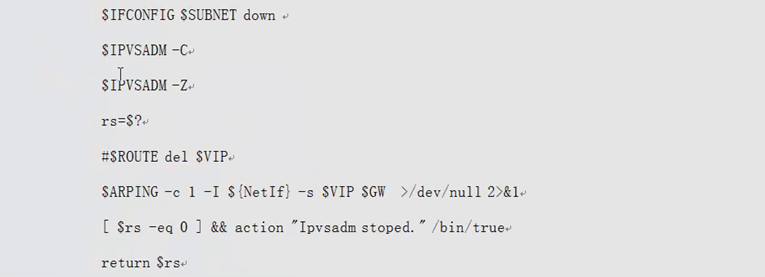 $IFCONFIG $SUBNET down
$IPVSADM -C
$IPVSADM -Z
rs=$?
#$ROUTE del $VIP
$ARPING -c 1 -I ${NetIf} -s $VIP $GW  >/dev/null 2>&1
[ $rs -eq 0 ] && action "Ipvsadm stoped." /bin/true
return $rs